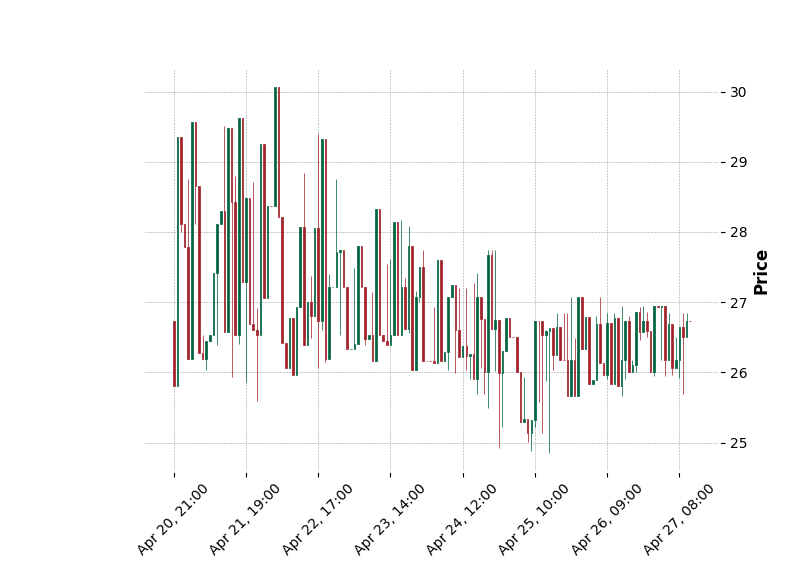 30
29
28
27
26
25
Price
Apr 20, 21:00
Apr 21, 19:00
Apr 22, 17:00
Apr 23, 14:00
Apr 24, 12:00
Apr 25, 10:00
Apr 26, 09:00
Apr 27, 08:00